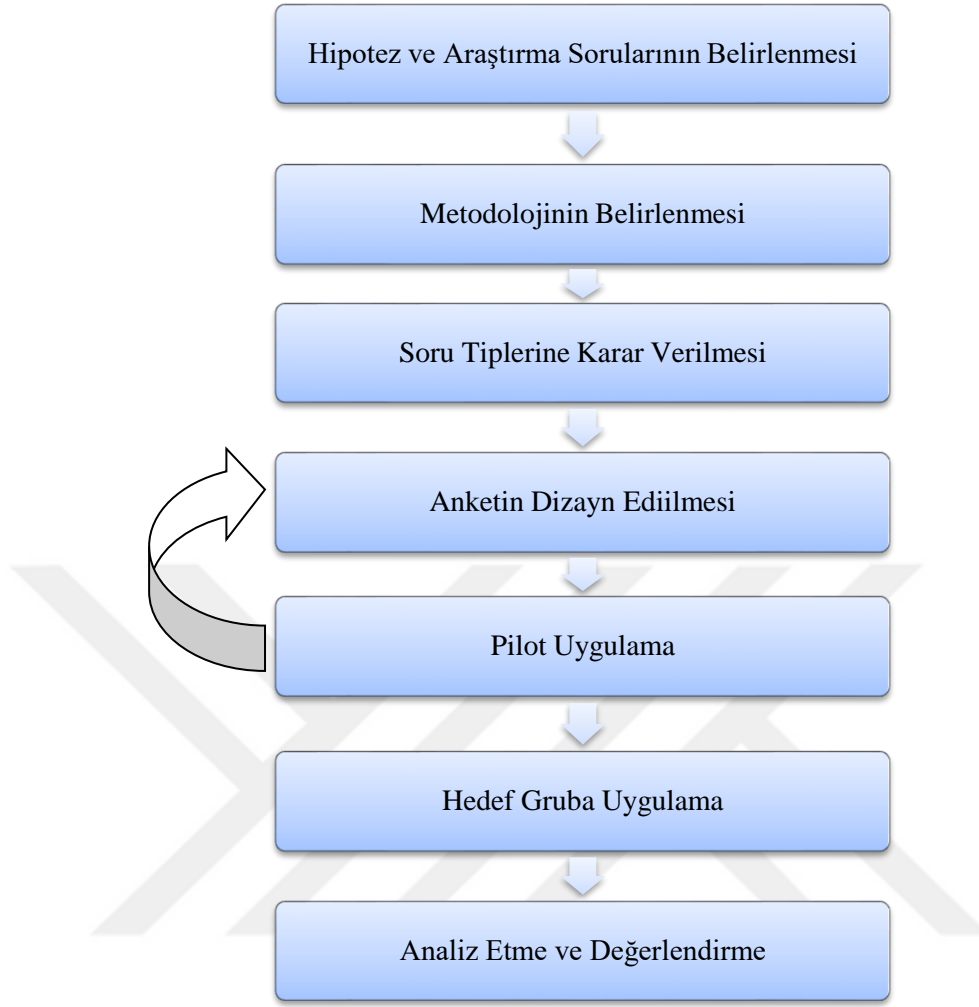 Hipotez ve Araştırma Sorularının Belirlenmesi
Metodolojinin Belirlenmesi
Soru Tiplerine Karar Verilmesi
Anketin Dizayn Ediilmesi
Pilot Uygulama
Hedef Gruba Uygulama
Analiz Etme ve Değerlendirme